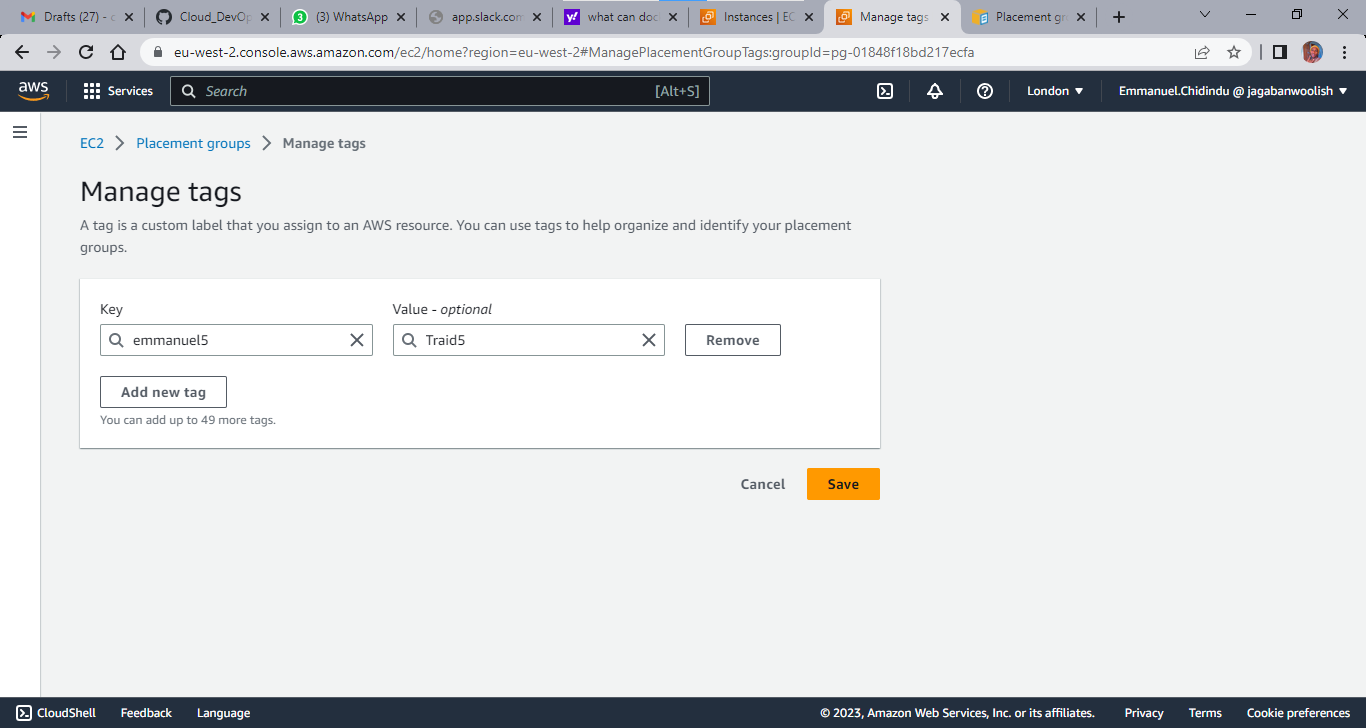 Drafts (27) - c
Cloud_DevOp
(3) WhatsApp
app.slack.com
what can doc
Instances | EC
Manage tags
Placement gr
eu-west-2.console.aws.amazon.com/ec2/home?region=eu-west-2#ManagePlacementGroupTags:groupId=pg-01848f18bd217ecfa
aws
Services
Search
[Alt+S]
London
Emmanuel.Chidindu @ jagabanwoolish
EC2
Placement groups
Manage tags
Manage tags
A tag is a custom label that you assign to an AWS resource. You can use tags to help organize and identify your placement
groups.
Key
Value - optional
emmanuel5
Traid5
Remove
Add new tag
You can add up to 49 more tags.
Cancel
Save
CloudShell
Feedback
Language
© 2023, Amazon Web Services, Inc. or its affiliates.
Privacy
Terms
Cookie preferences